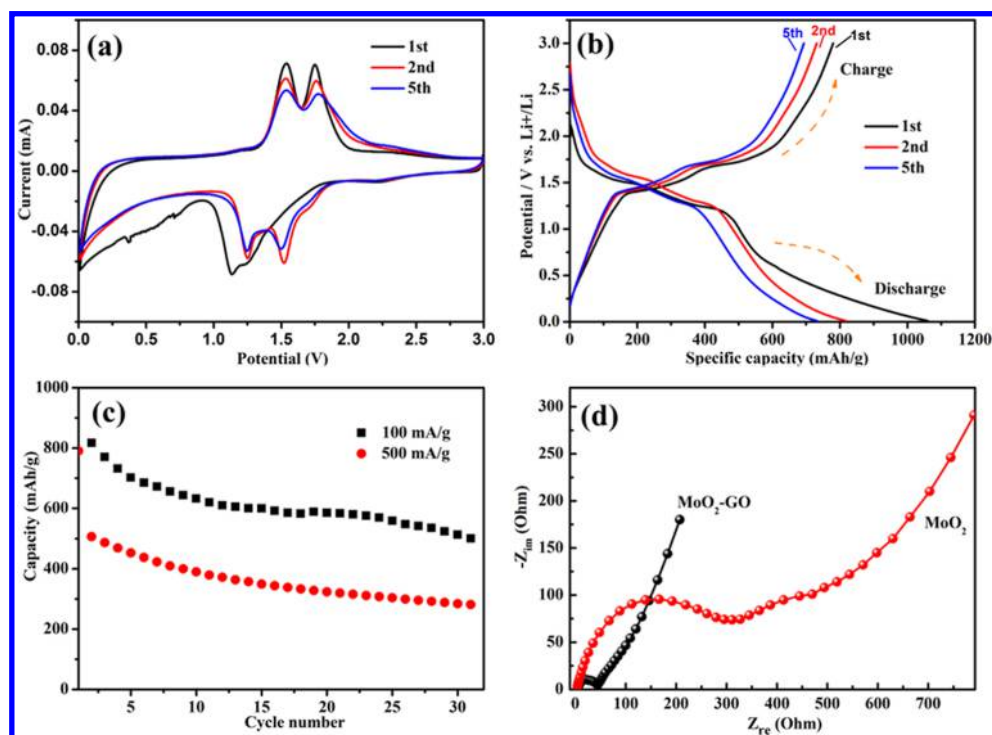 (a)
1st
2nd
5th
Current (mA)
0.08
0.04
0.00
-0.04
-0.08
0.0 0.5 1.0 1.5 2.0 2.5 3.0
Potential (V)
(b)
5th 2nd 1st
Charge
1st
2nd
5th
Discharge
Potential / V vs. Li+/Li
3.0
2.5
2.0
1.5
1.0
0.5
0.0
0 200 400 600 800 1000 1200
Specific capacity (mAh/g)
(c)
100 mA/g
500 mA/g
Capacity (mAh/g)
1000
800
600
400
200
0
5 10 15 20 25 30
Cycle number
(d)
MoO2-GO
MoO2
-Zim (Ohm)
300
250
200
150
100
50
0
0 100 200 300 400 500 600 700
Zre (Ohm)